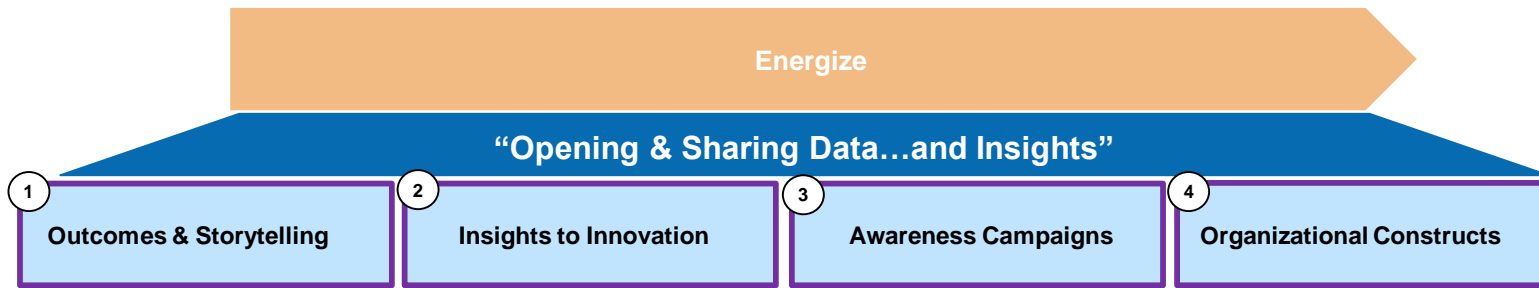 Energize
“Opening & Sharing Data…and Insights”
1
Outcomes & Storytelling
2
Insights to Innovation
3
Awareness Campaigns
4
Organizational Constructs